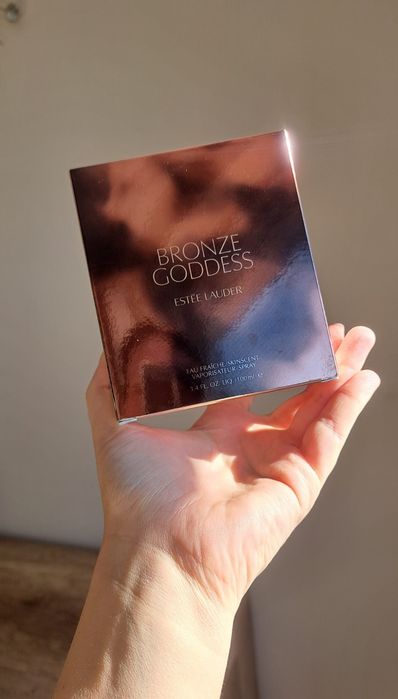 BRONZE
GODDESS
ESTĒE LAUDER
EAU FRAÎCHE SKINSCENT
VAPORISATEUR-SPRAY
3.4 FL. OZ. LIQ./100 ml ℮